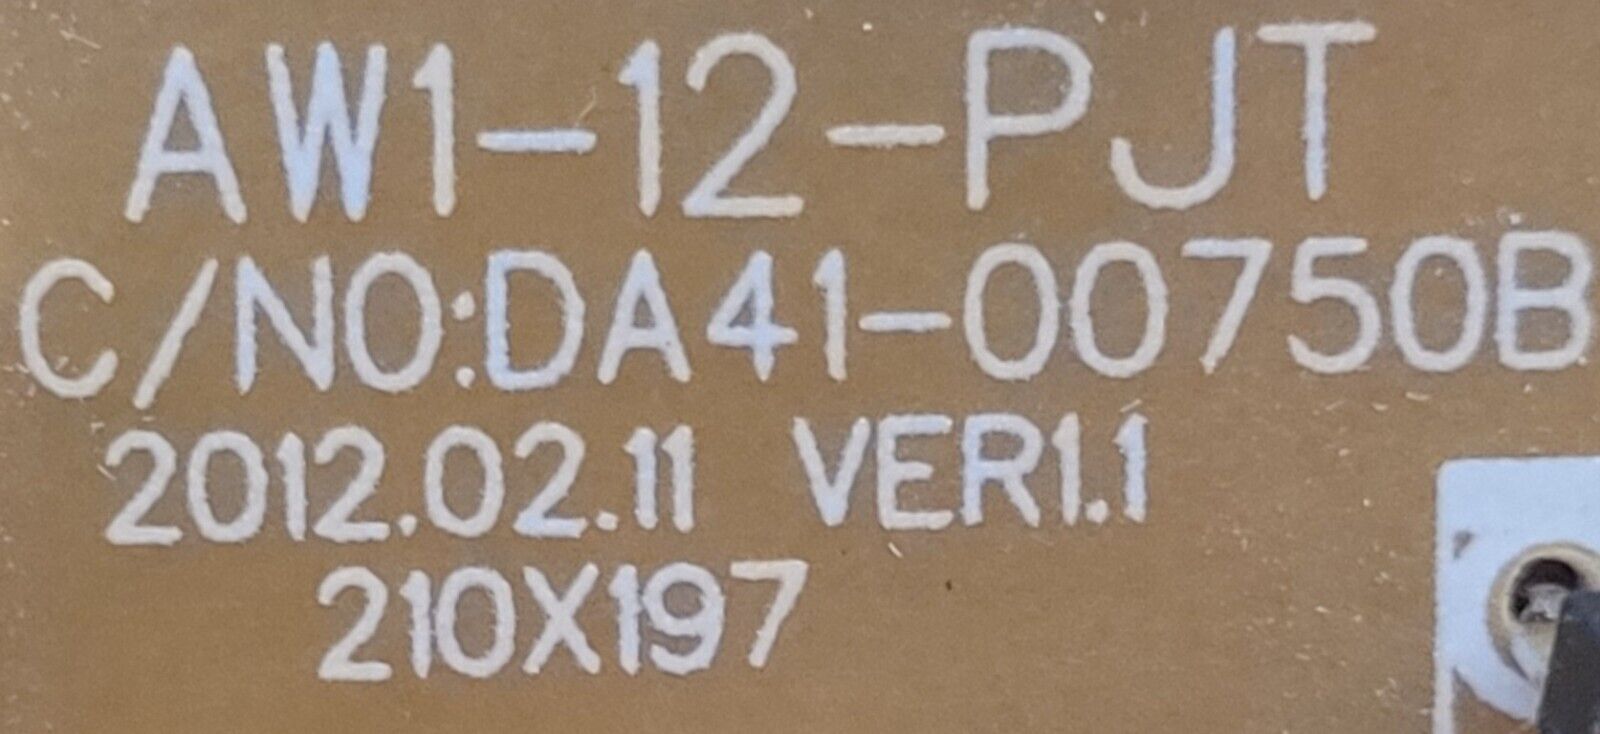 AW1-12-PJT
C/NO:DA41-00750B
2012.02.11 VER1.1
210X197